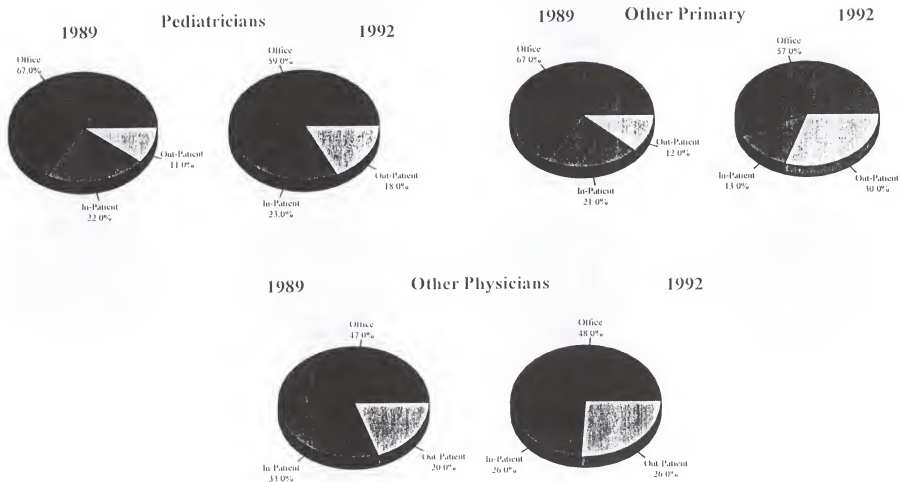 Pediatricians
1989
1992
Office
67.0%
Out-Patient
11.0%
In-Patient
22.0%
Office
59.0%
Out-Patient
18.0%
In-Patient
23.0%
Other Primary
1989
1992
Office
67.0%
Out-Patient
12.0%
In-Patient
21.0%
Office
57.0%
In-Patient
13.0%
Out-Patient
30.0%
Other Physicians
1989
1992
Office
47.0%
In-Patient
33.0%
Out-Patient
20.0%
Office
48.0%
In-Patient
26.0%
Out-Patient
26.0%